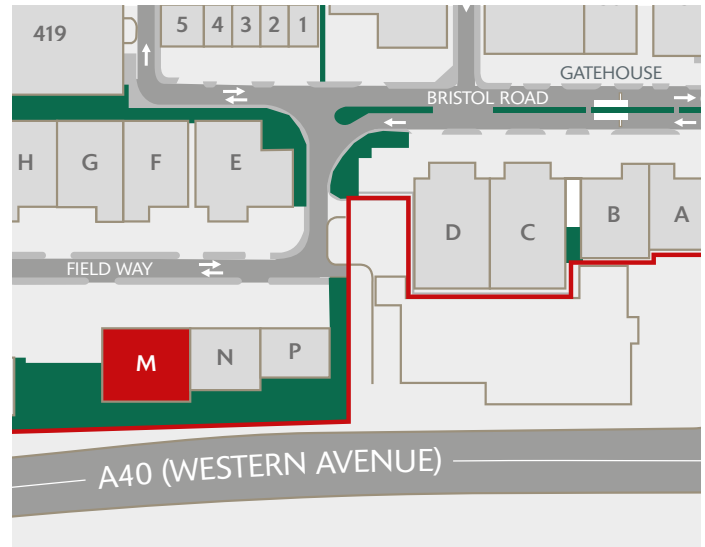 419
5 4 3 2 1
GATEHOUSE
BRISTOL ROAD
H G F E
D C B A
FIELD WAY
M N P
A40 (WESTERN AVENUE)